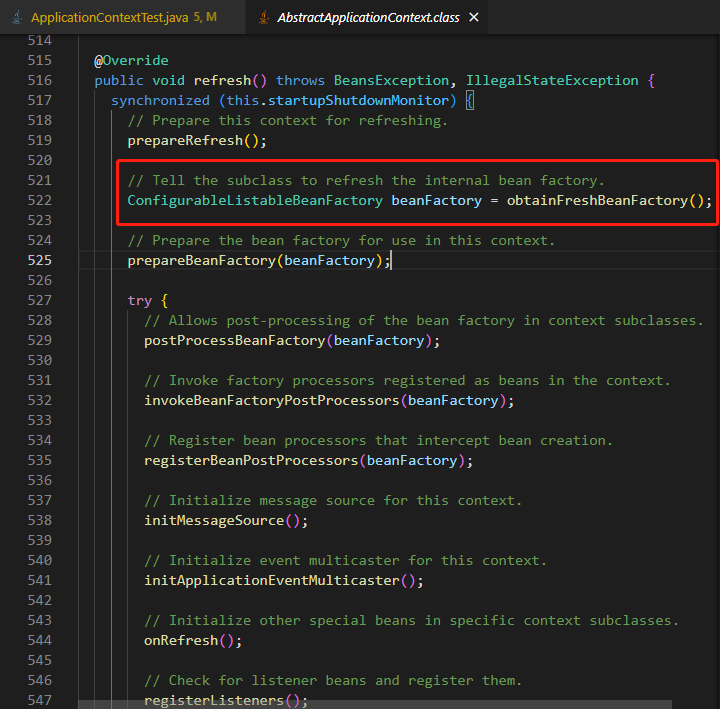 ApplicationContextTest.java 5, M AbstractApplicationContext.class ×
514
515 @Override
516 public void refresh() throws BeansException, IllegalStateException {
517 synchronized (this.startupShutdownMonitor) {
518 // Prepare this context for refreshing.
519 prepareRefresh();
520
521 // Tell the subclass to refresh the internal bean factory.
522 ConfigurableListableBeanFactory beanFactory = obtainFreshBeanFactory();
523
524 // Prepare the bean factory for use in this context.
525 prepareBeanFactory(beanFactory);
526
527 try {
528 // Allows post-processing of the bean factory in context subclasses.
529 postProcessBeanFactory(beanFactory);
530
531 // Invoke factory processors registered as beans in the context.
532 invokeBeanFactoryPostProcessors(beanFactory);
533
534 // Register bean processors that intercept bean creation.
535 registerBeanPostProcessors(beanFactory);
536
537 // Initialize message source for this context.
538 initMessageSource();
539
540 // Initialize event multicaster for this context.
541 initApplicationEventMulticaster();
542
543 // Initialize other special beans in specific context subclasses.
544 onRefresh();
545
546 // Check for listener beans and register them.
547 registerListeners();